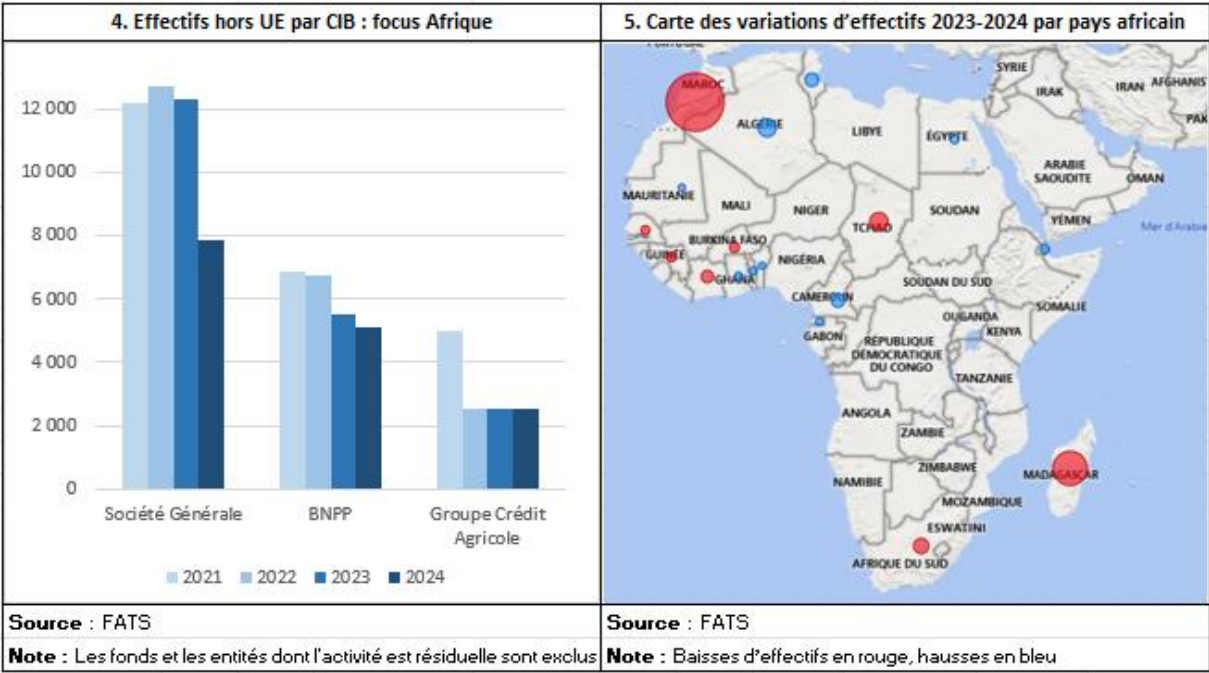 4. Effectifs hors UE par CIB : focus Afrique
12 000
10 000
8 000
6 000
4 000
2 000
0
Société Générale
BNPP
Groupe Crédit
Agricole
2021
2022
2023
2024
Source : FATS
Note : Les fonds et les entités dont l'activité est résiduelle sont exclus
5. Carte des variations d'effectifs 2023-2024 par pays africain
SYRIE
MAROC
IRAK
IRAN
AFGHANIS
PAK
ALGÉRIE
LIBYE
ÉGYPTE
ARABIE
SAOUDITE
OMAN
MAURITANIE
MALI
NIGER
TCHAD
SOUDAN
YÉMEN
Mer d'Arabie
BURKINA FASO
GUINÉE
GHANA
NIGÉRIA
CAMEROUN
SOUDAN DU SUD
SOMALIE
OUGANDA
KENYA
GABON
RÉPUBLIQUE
DÉMOCRATIQUE
DU CONGO
TANZANIE
ANGOLA
ZAMBIE
ZIMBABWE
MADAGASCAR
NAMIBIE
MOZAMBIQUE
ESWATINI
AFRIQUE DU SUD
Source : FATS
Note : Baisses d'effectifs en rouge, hausses en bleu